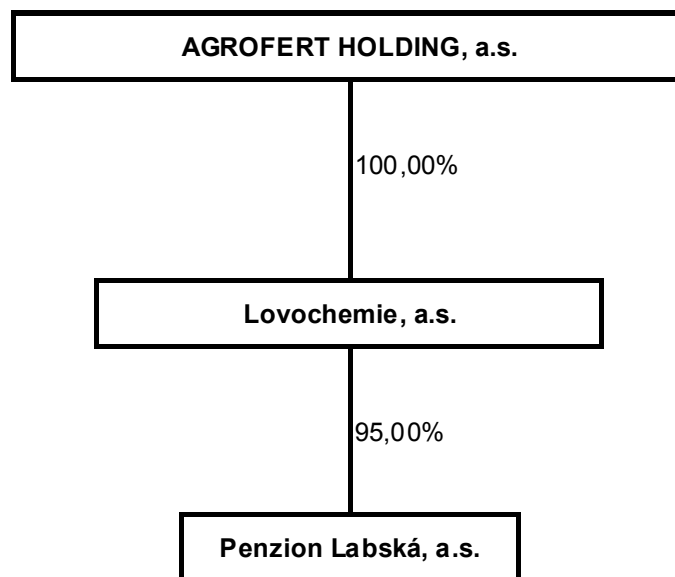 AGROFERT HOLDING, a.s.
100,00%
Lovochemie, a.s.
95,00%
Penzion Labská, a.s.